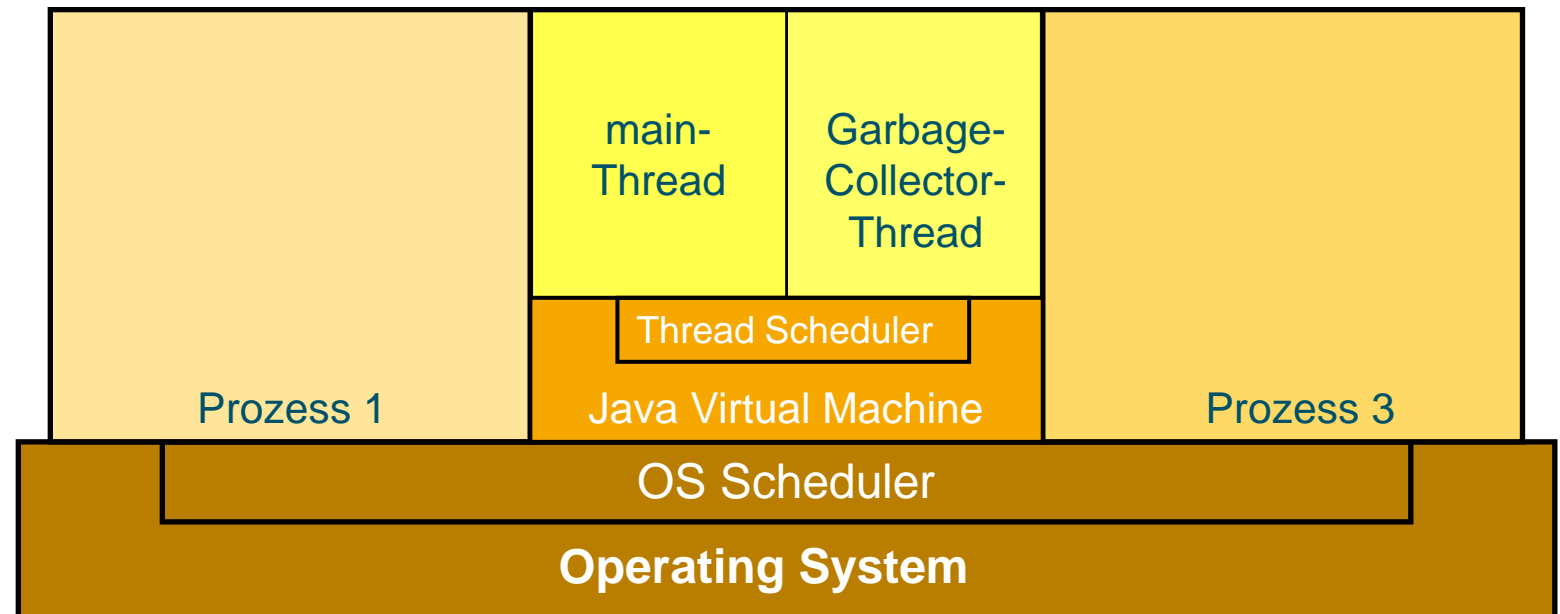 main-
Thread
Garbage-
Collector-
Thread
Thread Scheduler
Prozess 1
Java Virtual Machine
Prozess 3
OS Scheduler
Operating System